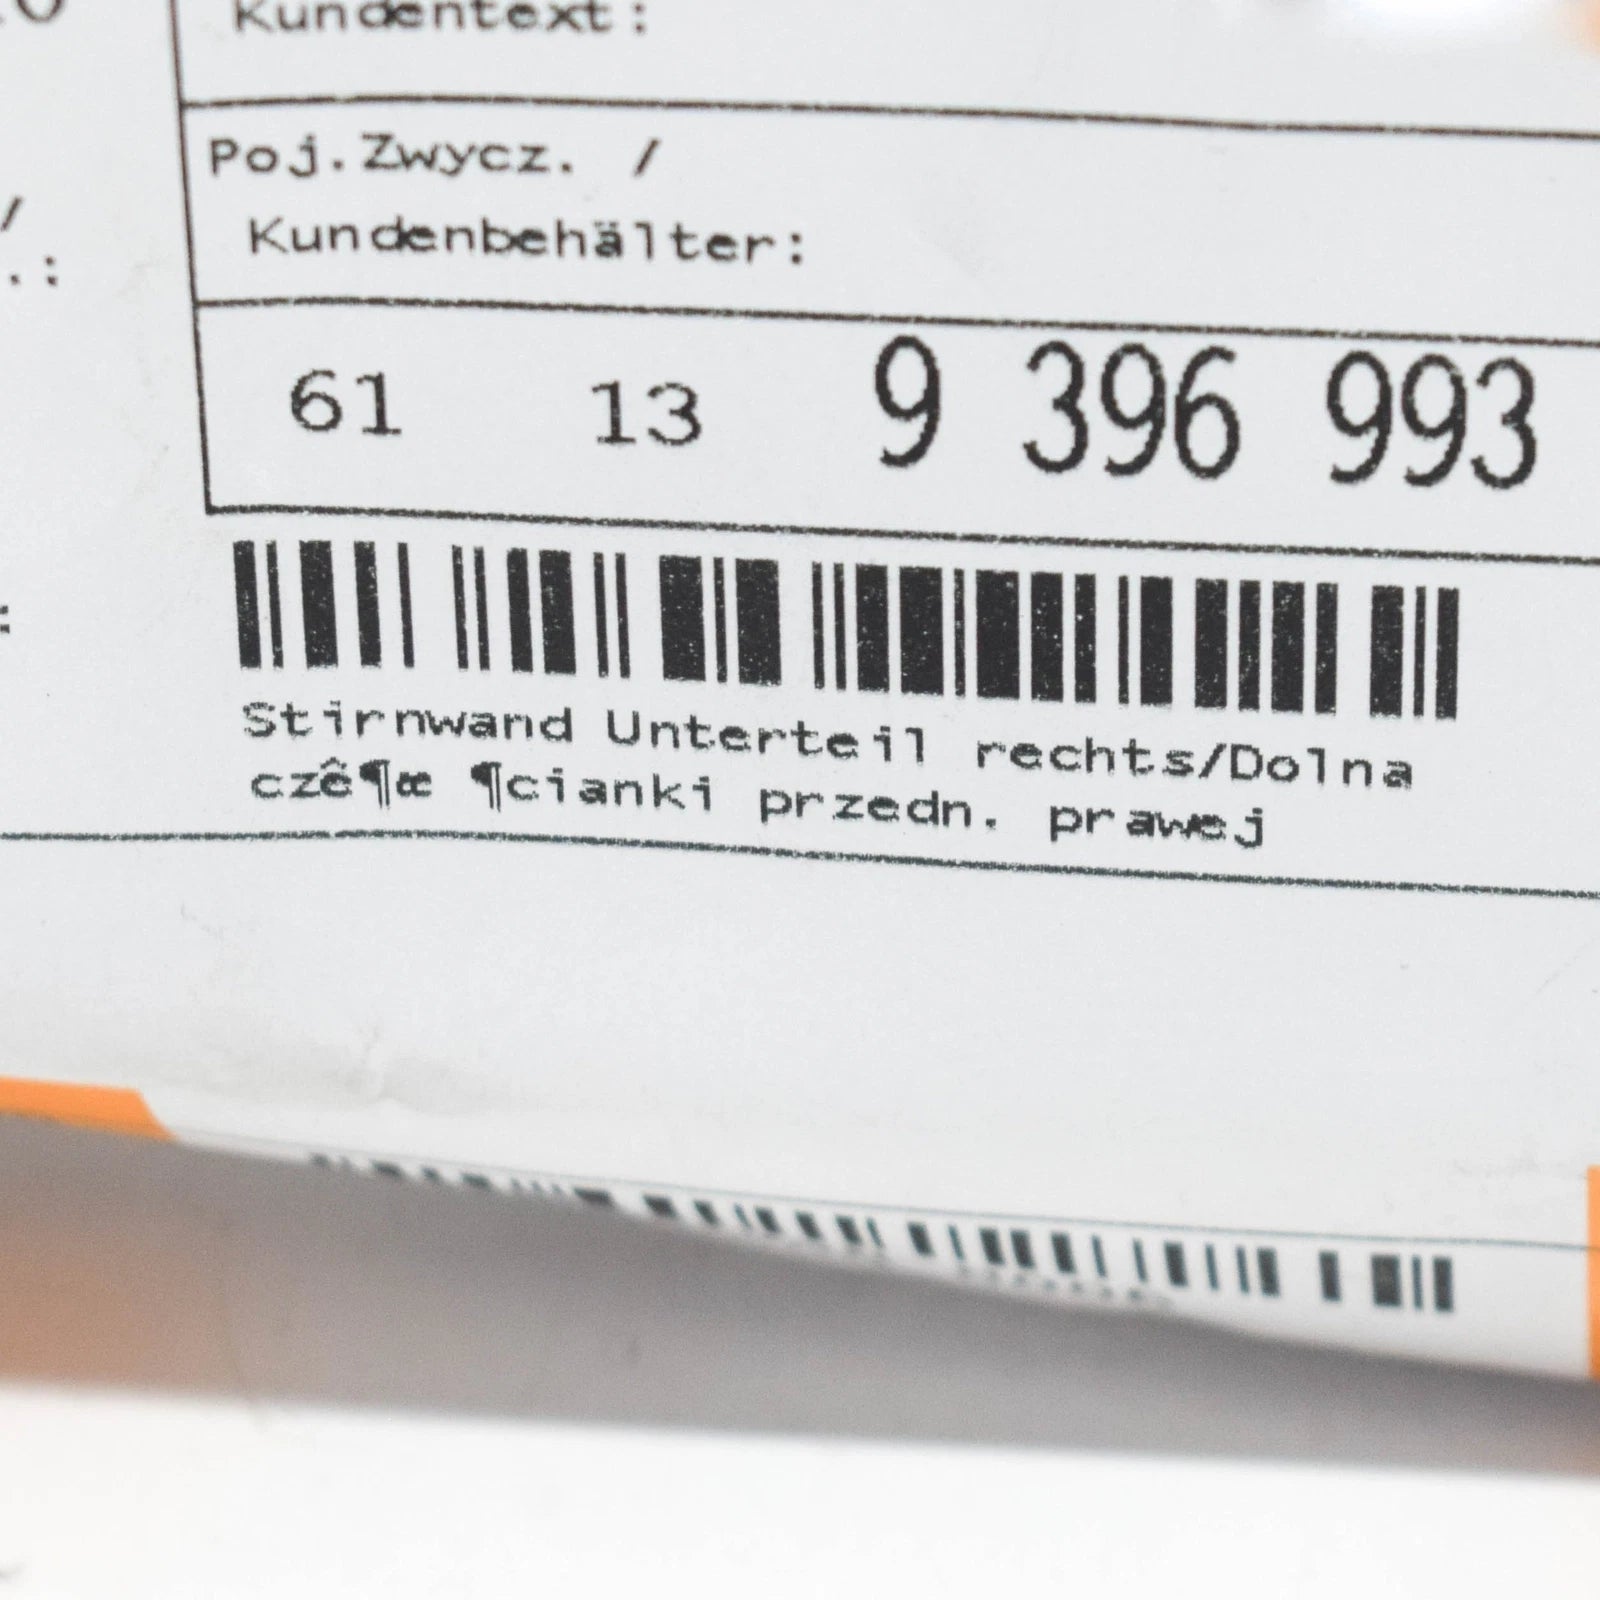 Kundentext:
Poj.Zwycz. /
/
Kundenbehälter:
.:
61 13 9 396 993
:
Stirnwand Unterteil rechts/Dolna
czê¶æ ¶cianki przedn. prawej